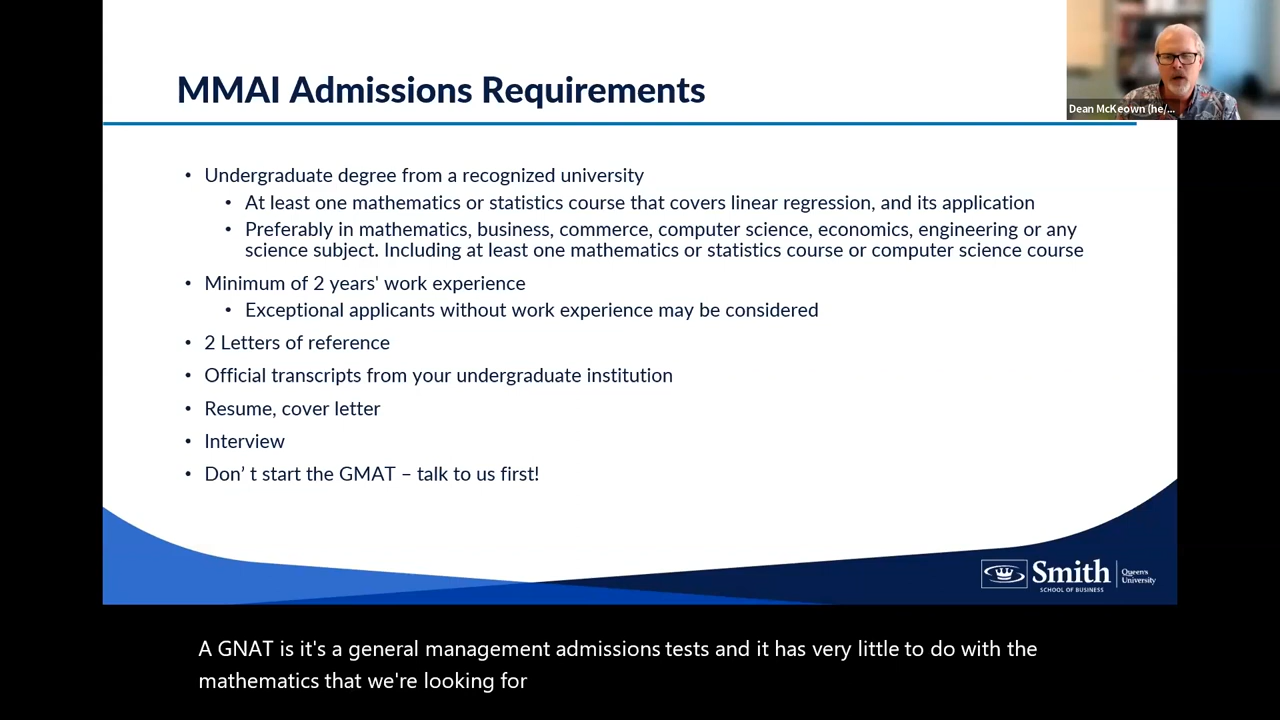 MMAI Admissions Requirements
Dean McKeown (he/...
• Undergraduate degree from a recognized university
• At least one mathematics or statistics course that covers linear regression, and its application
• Preferably in mathematics, business, commerce, computer science, economics, engineering or any
science subject. Including at least one mathematics or statistics course or computer science course
• Minimum of 2 years' work experience
• Exceptional applicants without work experience may be considered
• 2 Letters of reference
• Official transcripts from your undergraduate institution
• Resume, cover letter
• Interview
• Don’ t start the GMAT – talk to us first!
Smith
SCHOOL OF BUSINESS
Queen's
University
A GNAT is it's a general management admissions tests and it has very little to do with the
mathematics that we're looking for